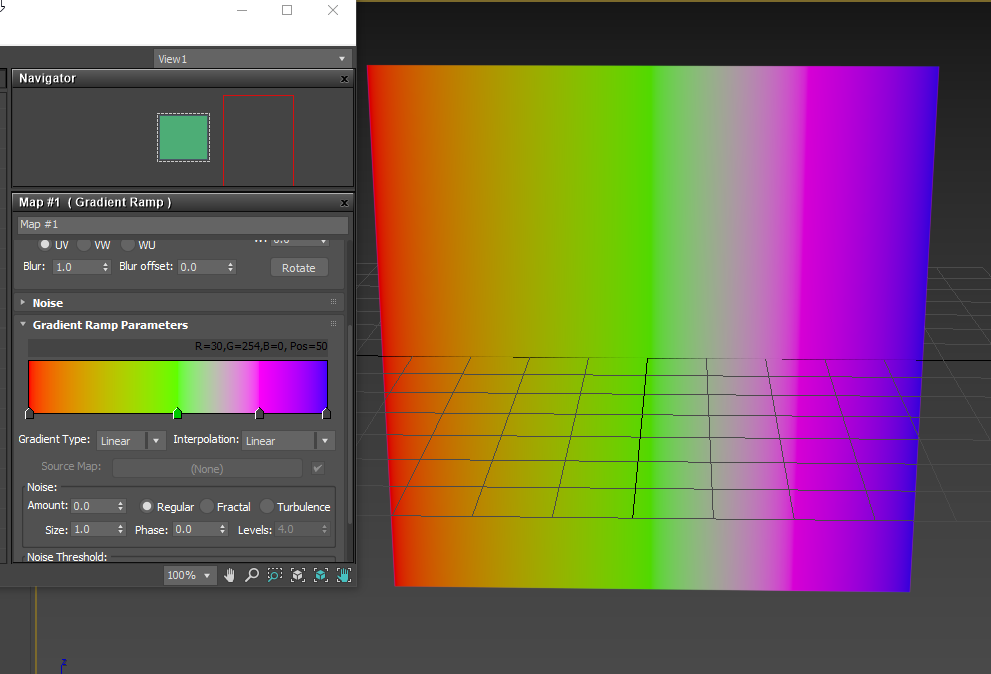 View1
Navigator
Map #1 ( Gradient Ramp )
Map #1
UV VW WU
Blur: 1.0 Blur offset: 0.0 Rotate
Noise
Gradient Ramp Parameters
R=30,G=254,B=0, Pos=50
Gradient Type: Linear Interpolation: Linear
Source Map: (None)
Noise:
Amount: 0.0 Regular Fractal Turbulence
Size: 1.0 Phase: 0.0 Levels: 4.0
Noise Threshold:
100%
z